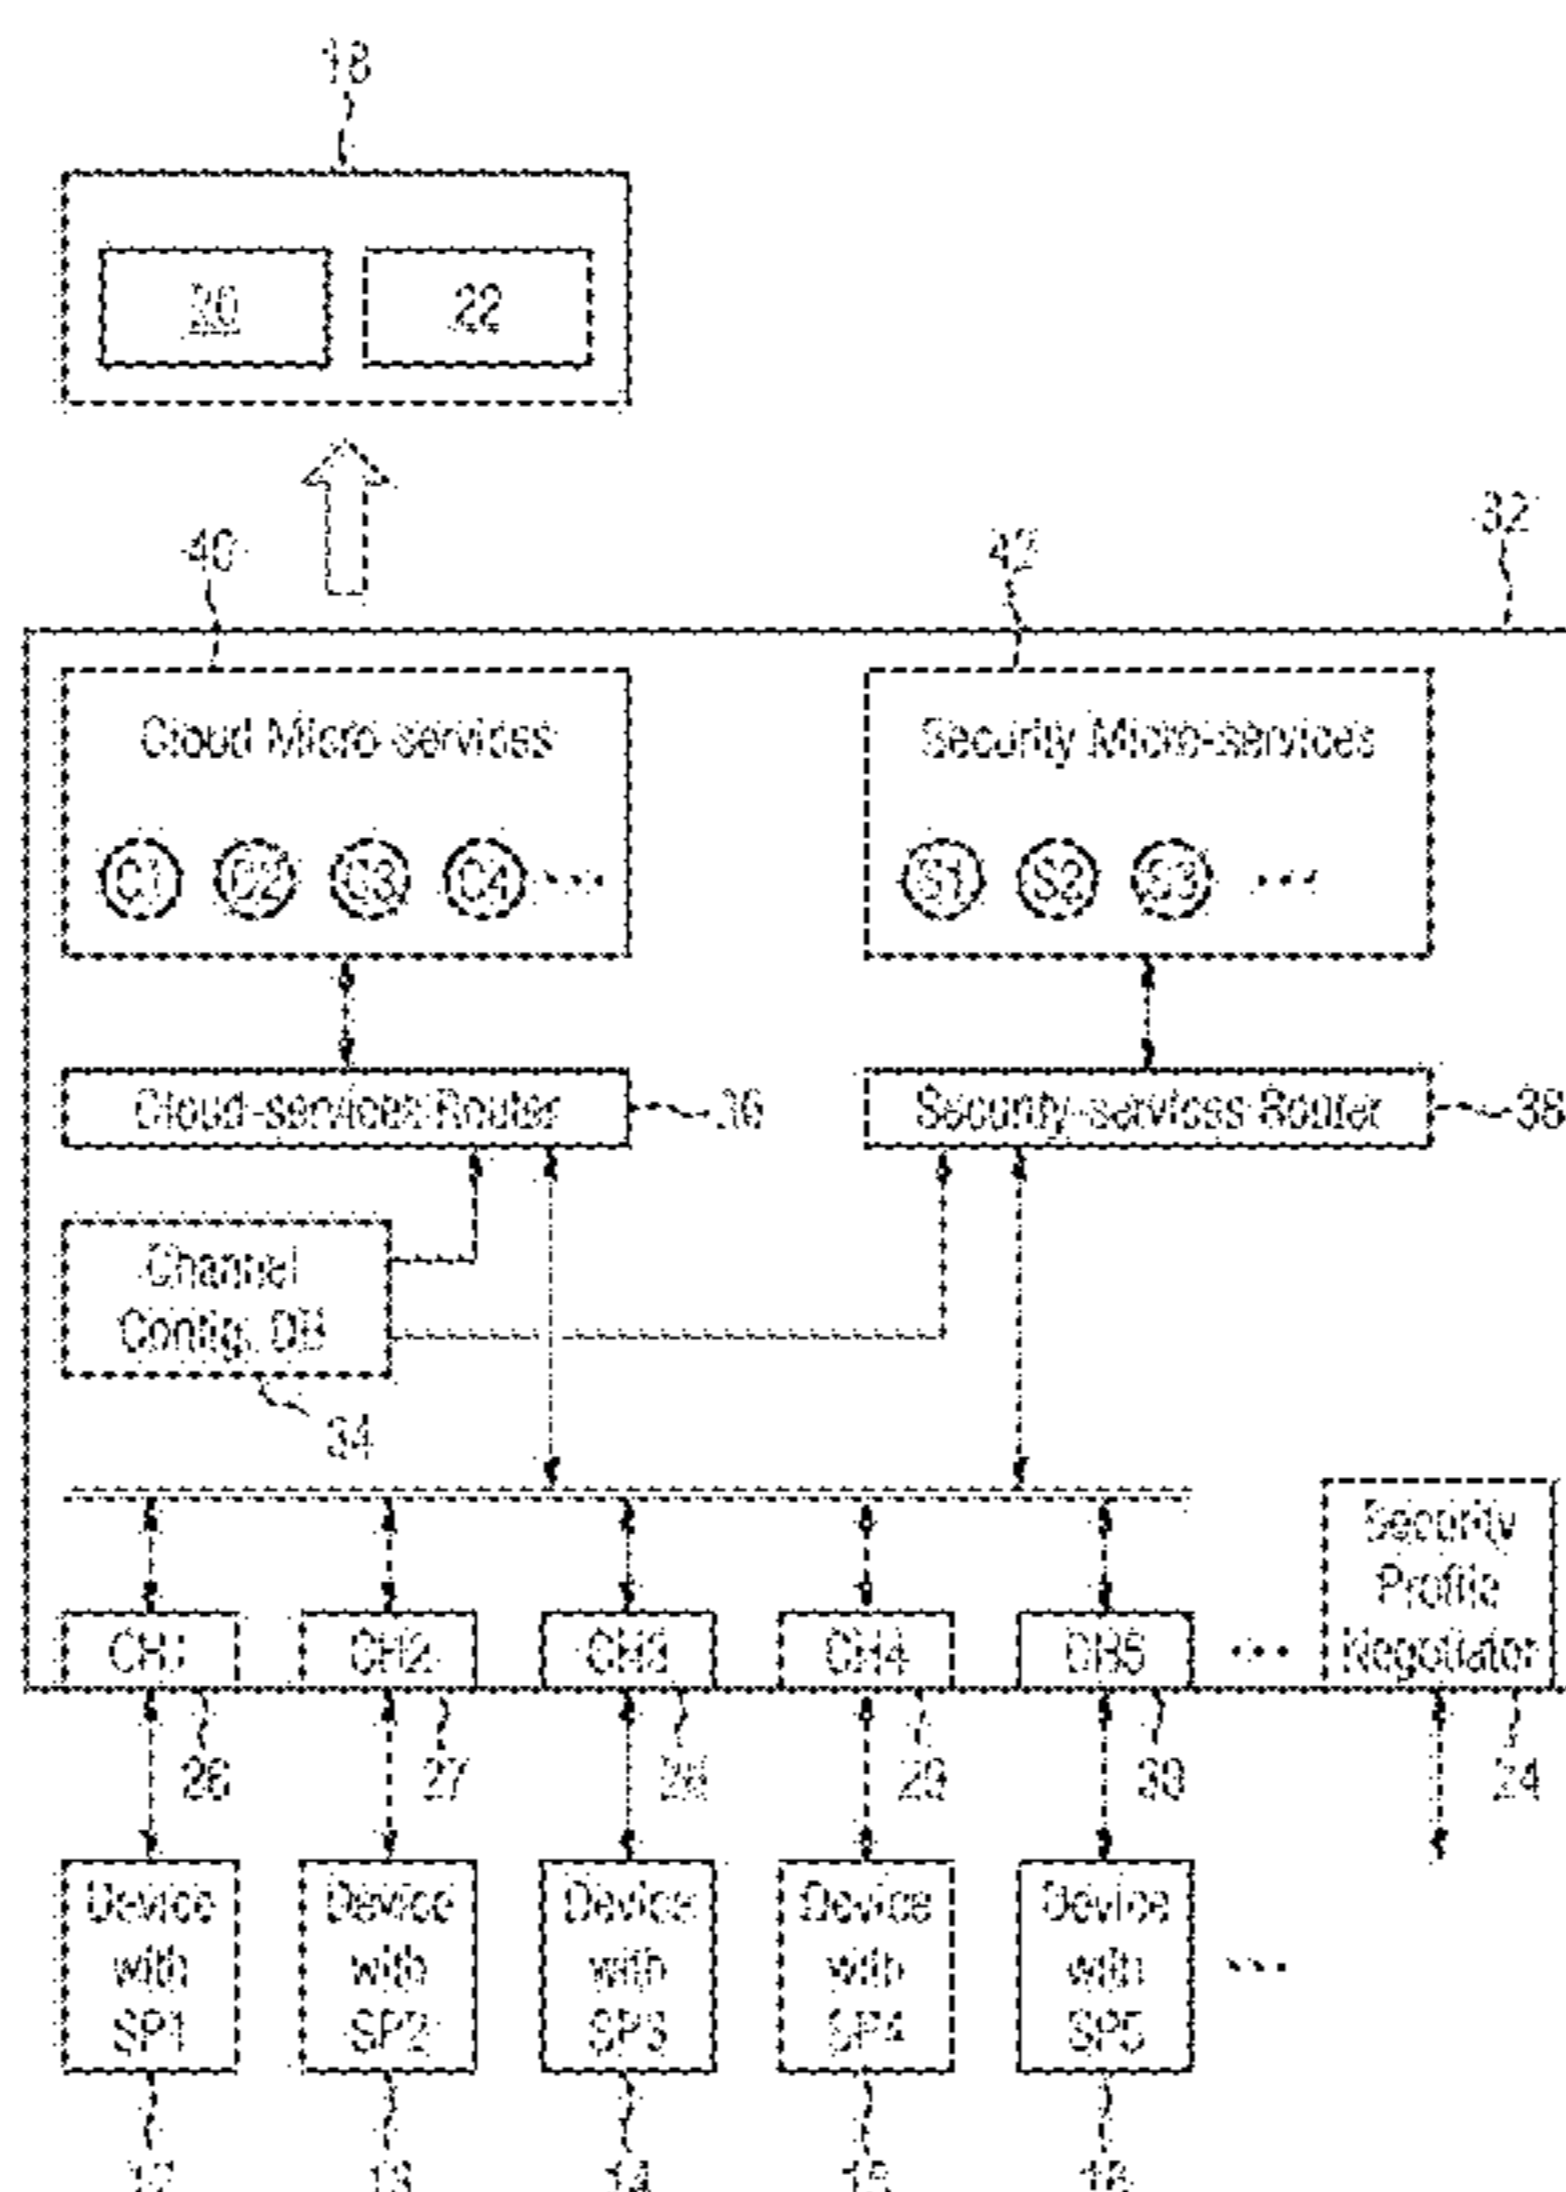 18
20
22
40
42
32
Cloud Micro-services
Security Micro-services
C1
C2
C3
C4
...
S1
S2
S3
...
Cloud-services Router
36
Security-services Router
38
Channel
Config. DB
34
Security
Profile
Negotiator
CH1
CH2
CH3
CH4
CH5
...
26
27
28
29
30
24
Device
with
SP1
Device
with
SP2
Device
with
SP3
Device
with
SP4
Device
with
SP5
...
12
13
14
15
16